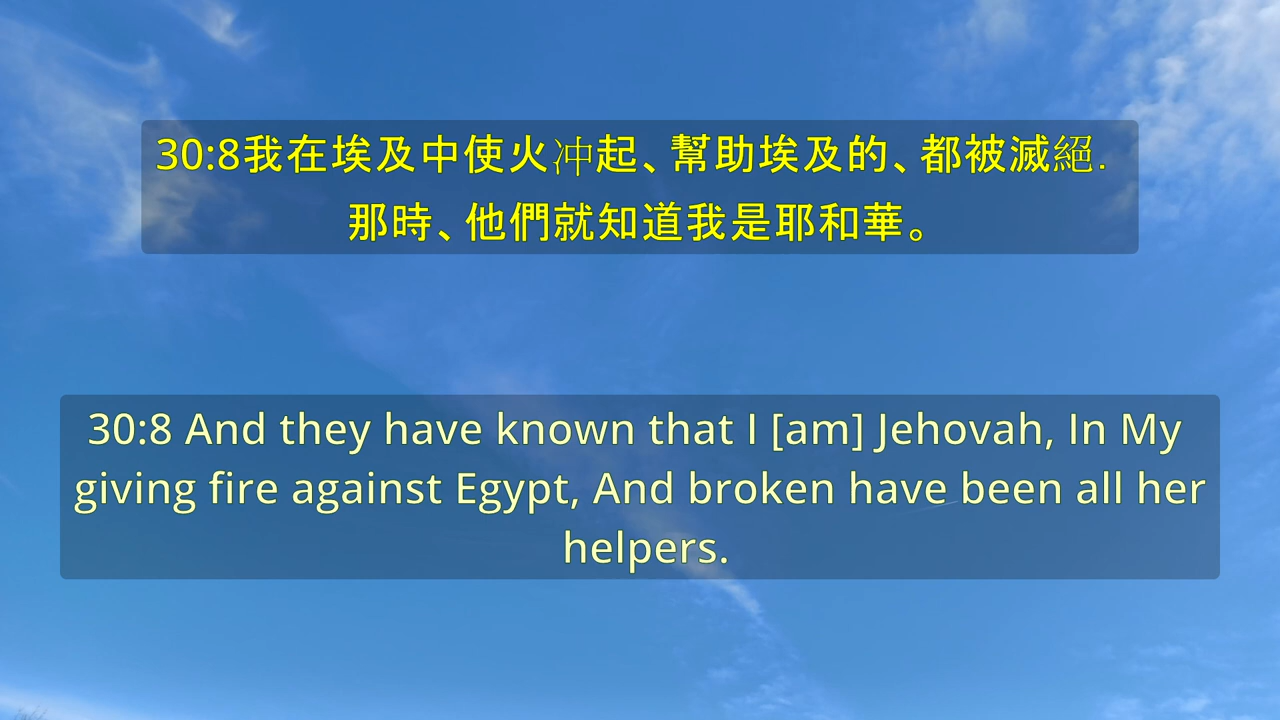 30:8我在埃及中使火冲起、幫助埃及的、都被滅絕.
那時、他們就知道我是耶和華。
30:8 And they have known that I [am] Jehovah, In My
giving fire against Egypt, And broken have been all her
helpers.